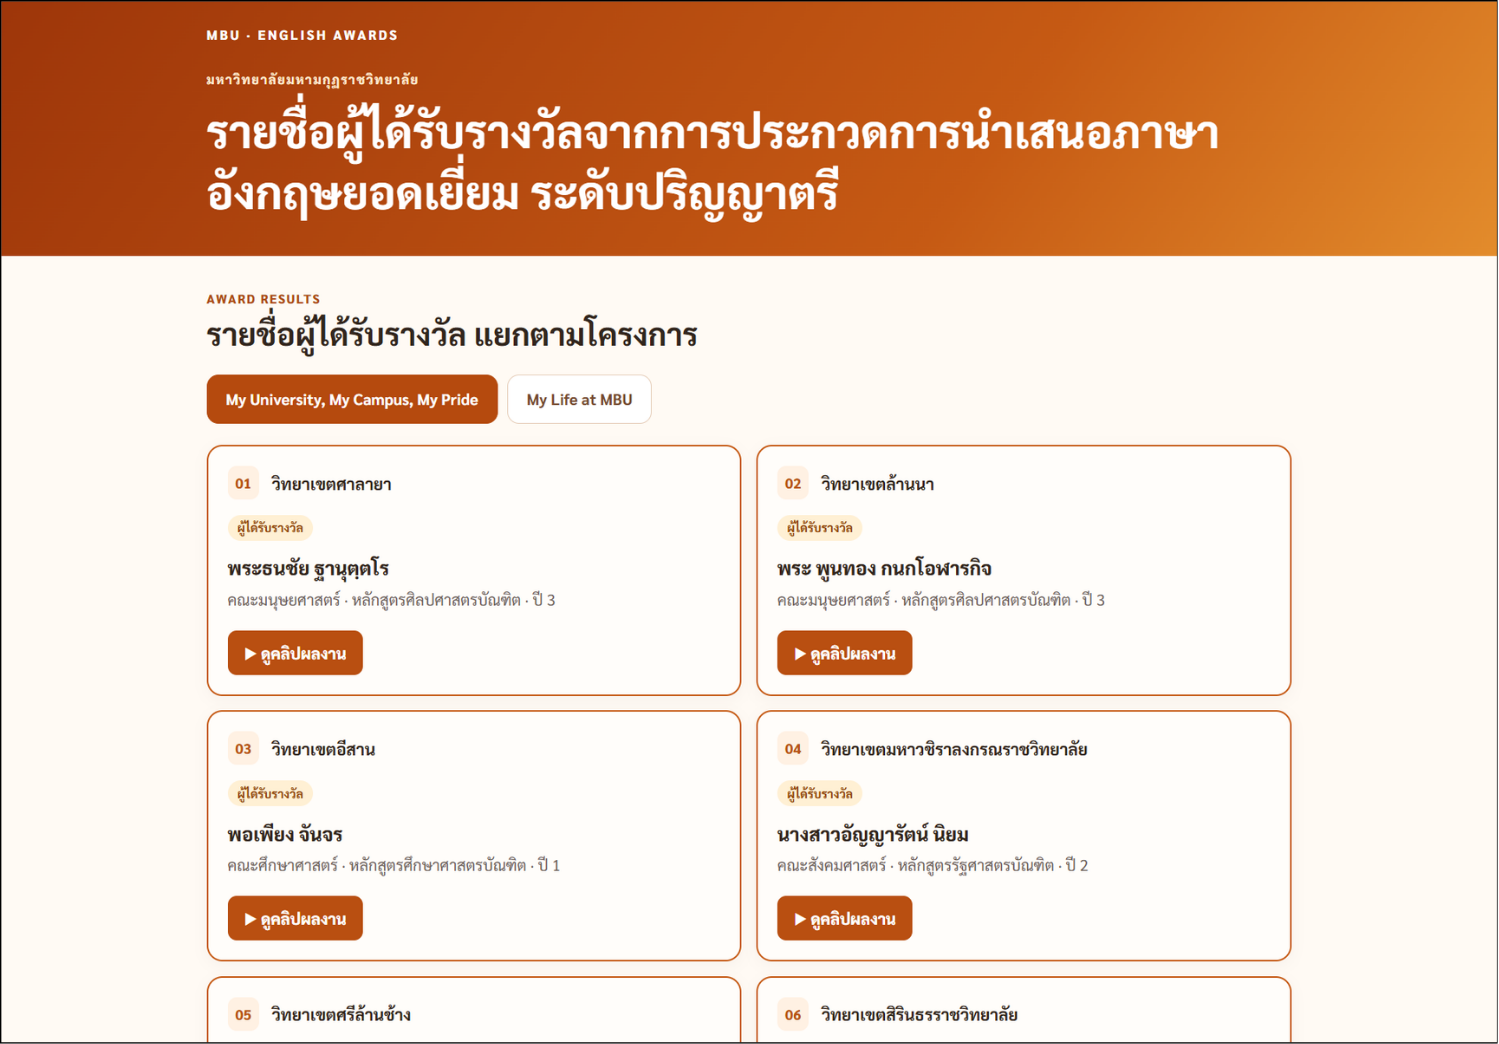 MBU · ENGLISH AWARDS
มหาวิทยาลัยมหามกุฏราชวิทยาลัย
รายชื่อผู้ได้รับรางวัลจากการประกวดการนำเสนอภาษา
อังกฤษยอดเยี่ยม ระดับปริญญาตรี
AWARD RESULTS
รายชื่อผู้ได้รับรางวัล แยกตามโครงการ
My University, My Campus, My Pride
My Life at MBU
01 วิทยาเขตศาลายา
ผู้ได้รับรางวัล
พระธนชัย ฐานุตฺตโร
คณะมนุษยศาสตร์ · หลักสูตรศิลปศาสตรบัณฑิต · ปี 3
▶ ดูคลิปผลงาน
02 วิทยาเขตล้านนา
ผู้ได้รับรางวัล
พระ พูนทอง กนกโอฬารกิจ
คณะมนุษยศาสตร์ · หลักสูตรศิลปศาสตรบัณฑิต · ปี 3
▶ ดูคลิปผลงาน
03 วิทยาเขตอีสาน
ผู้ได้รับรางวัล
พอเพียง จันจร
คณะศึกษาศาสตร์ · หลักสูตรศึกษาศาสตรบัณฑิต · ปี 1
▶ ดูคลิปผลงาน
04 วิทยาเขตมหาวชิราลงกรณราชวิทยาลัย
ผู้ได้รับรางวัล
นางสาวอัญญารัตน์ นิยม
คณะสังคมศาสตร์ · หลักสูตรรัฐศาสตรบัณฑิต · ปี 2
▶ ดูคลิปผลงาน
05 วิทยาเขตศรีล้านช้าง
06 วิทยาเขตสิรินธรราชวิทยาลัย